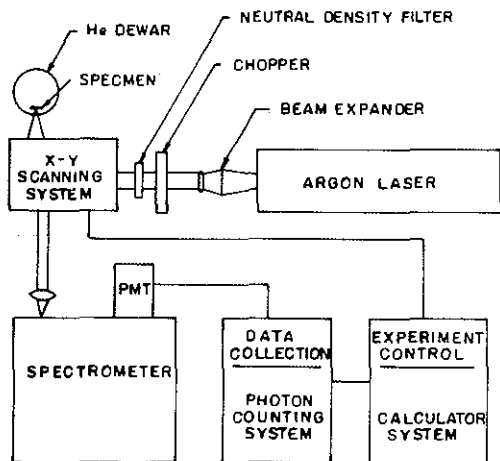 He DEWAR
SPECMEN
NEUTRAL DENSITY FILTER
CHOPPER
BEAM EXPANDER
X-Y
SCANNING
SYSTEM
ARGON LASER
PMT
SPECTROMETER
DATA
COLLECTION
PHOTON
COUNTING
SYSTEM
EXPERIMENT
CONTROL
CALCULATOR
SYSTEM